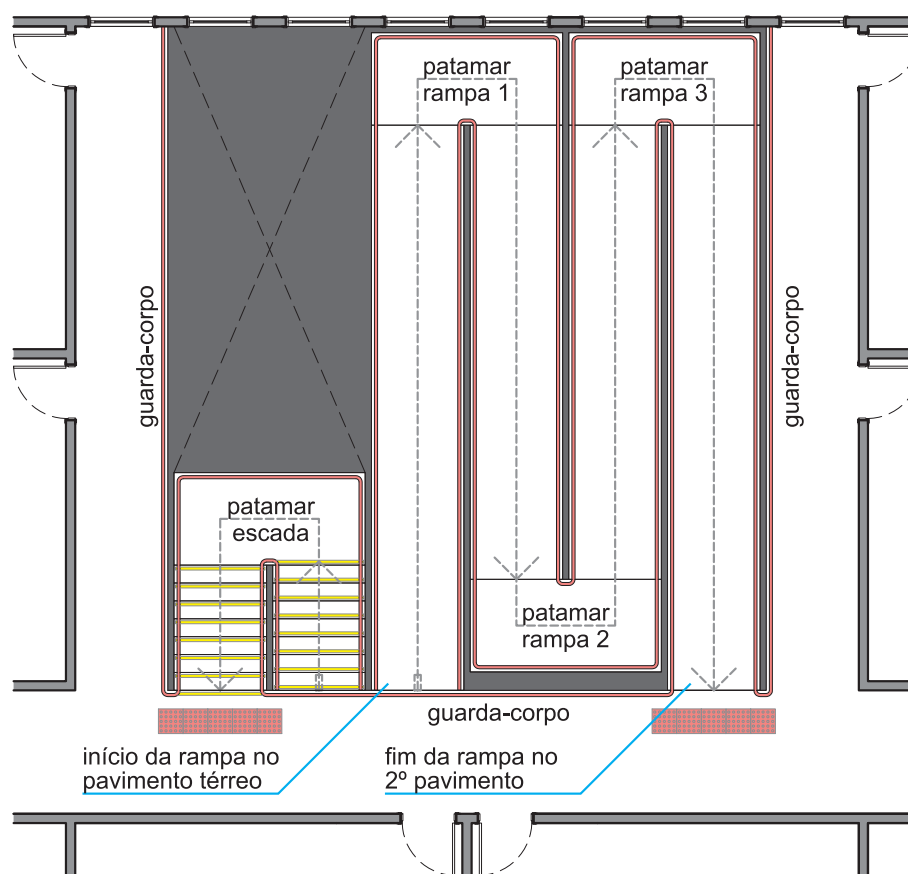 patamar
rampa 1
patamar
rampa 3
guarda-corpo
guarda-corpo
patamar
escada
patamar
rampa 2
guarda-corpo
início da rampa no
pavimento térreo
fim da rampa no
2º pavimento